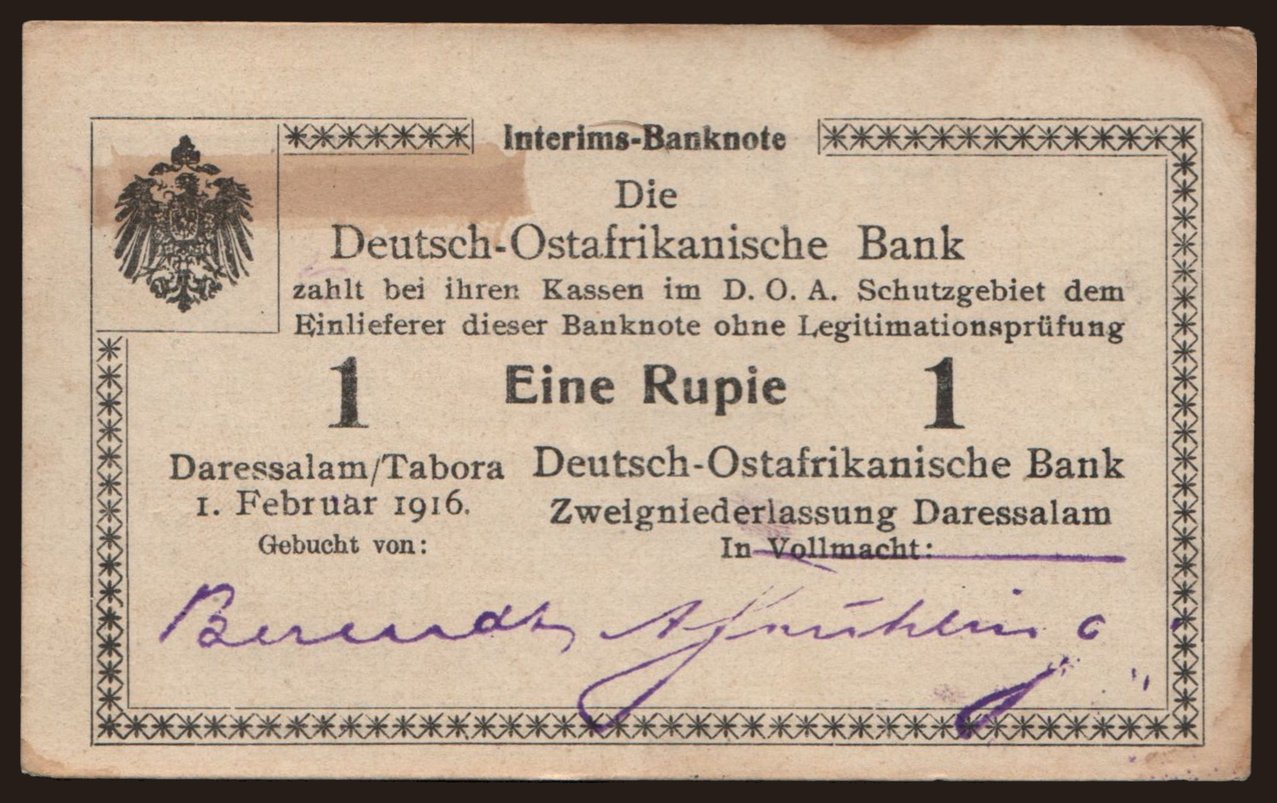 Interims-Banknote
Die
Deutsch-Ostafrikanische Bank
zahlt bei ihren Kassen im D. O. A. Schutzgebiet dem
Einlieferer dieser Banknote ohne Legitimationsprüfung
1 Eine Rupie 1
Daressalam/Tabora
1. Februar 1916.
Gebucht von:
Deutsch-Ostafrikanische Bank
Zweigniederlassung Daressalam
In Vollmacht:
Berendt